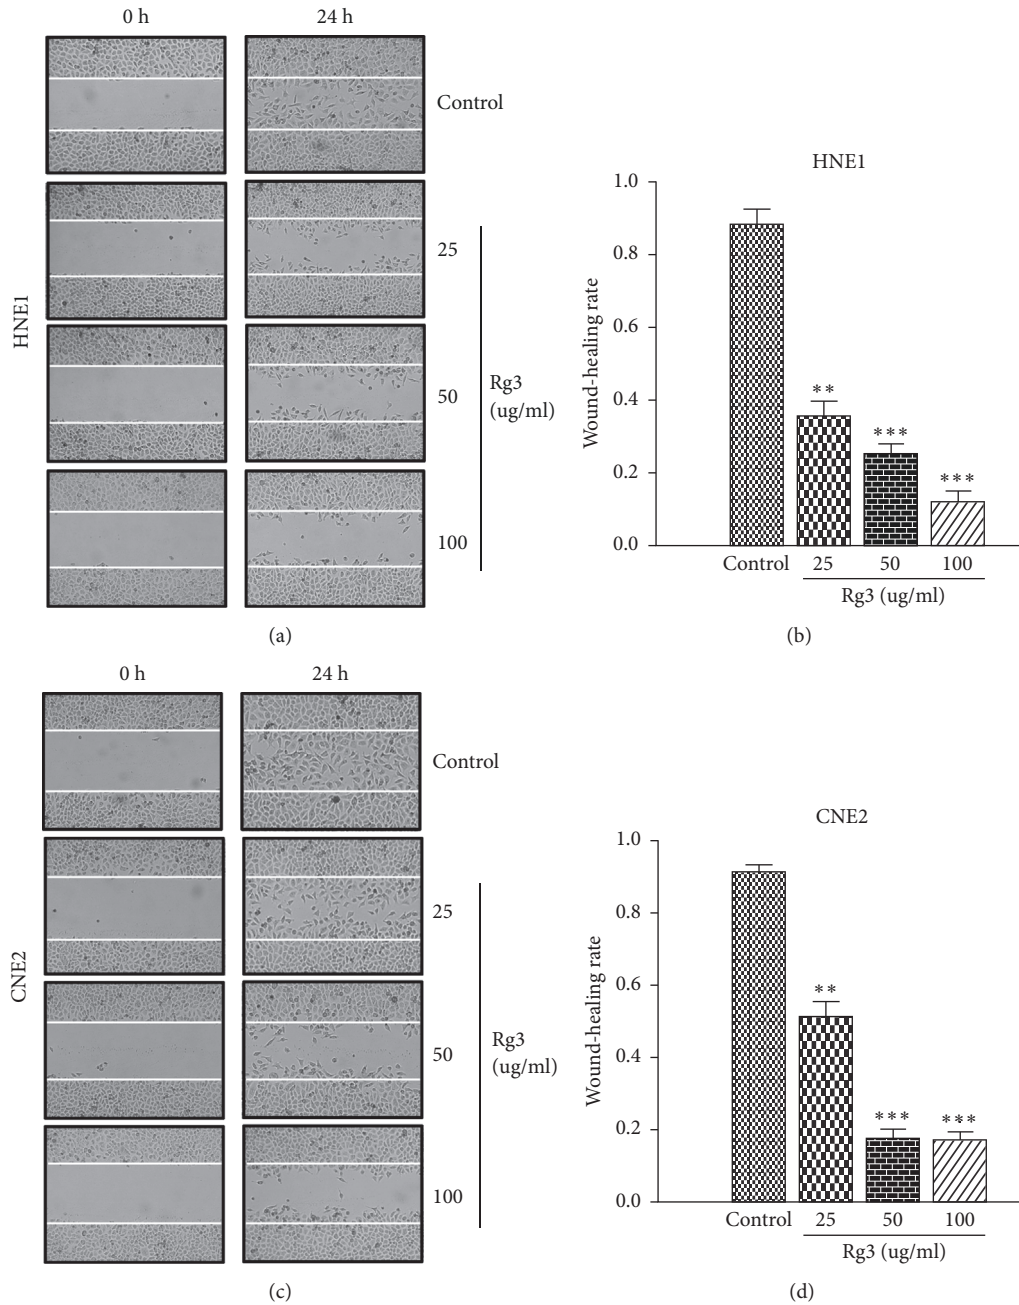 0 h 24 h
Control
25
50
100
Rg3
(ug/ml)
HNE1
(a)
HNE1
Wound-healing rate
1.0
0.8
0.6
0.4
0.2
0.0
**
***
***
Control 25 50 100
Rg3 (ug/ml)
(b)
0 h 24 h
Control
25
50
100
Rg3
(ug/ml)
CNE2
(c)
CNE2
Wound-healing rate
1.0
0.8
0.6
0.4
0.2
0.0
**
***
***
Control 25 50 100
Rg3 (ug/ml)
(d)